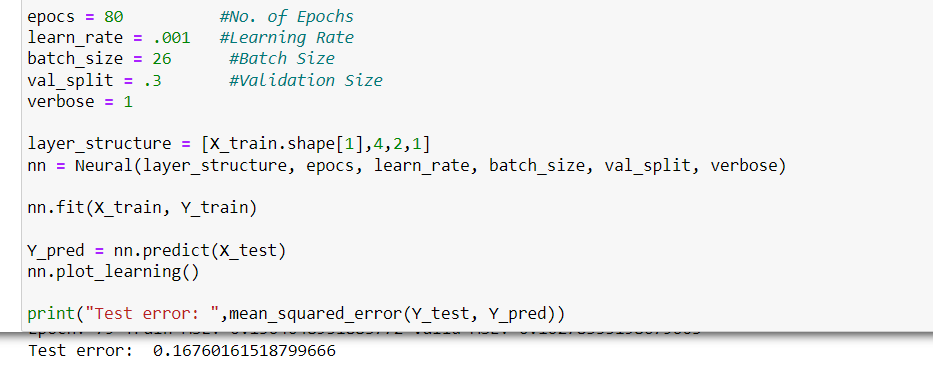 epocs = 80 #No. of Epochs
learn_rate = .001 #Learning Rate
batch_size = 26 #Batch Size
val_split = .3 #Validation Size
verbose = 1
layer_structure = [X_train.shape[1],4,2,1]
nn = Neural(layer_structure, epocs, learn_rate, batch_size, val_split, verbose)
nn.fit(X_train, Y_train)
Y_pred = nn.predict(X_test)
nn.plot_learning()
print("Test error: ",mean_squared_error(Y_test, Y_pred))
Test error:  0.16760161518799666